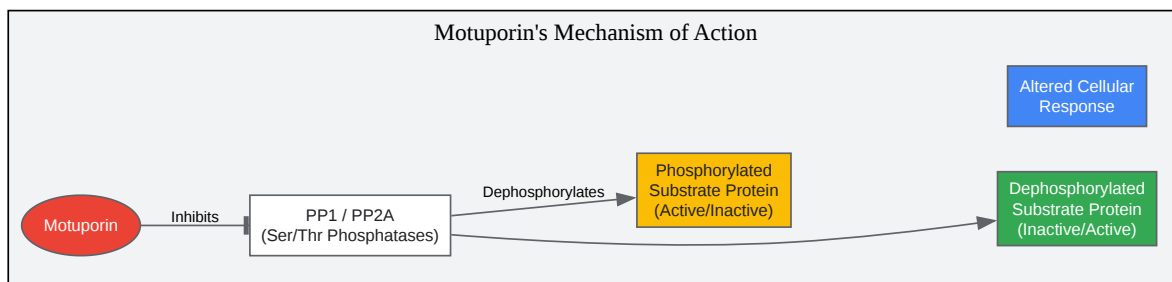 Motuporin's Mechanism of Action
Altered Cellular
Response
Motuporin
Inhibits
PP1 / PP2A
(Ser/Thr Phosphatases)
Dephosphorylates
Phosphorylated
Substrate Protein
(Active/Inactive)
Dephosphorylated
Substrate Protein
(Inactive/Active)